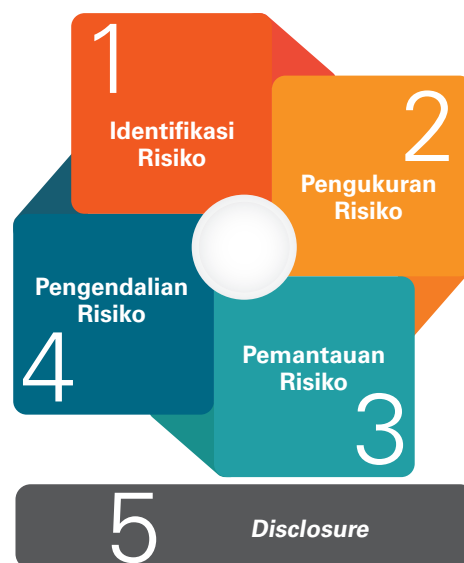 1
Identifikasi
Risiko
2
Pengukuran
Risiko
Pemantauan
Risiko
3
Pengendalian
Risiko
4
5
Disclosure